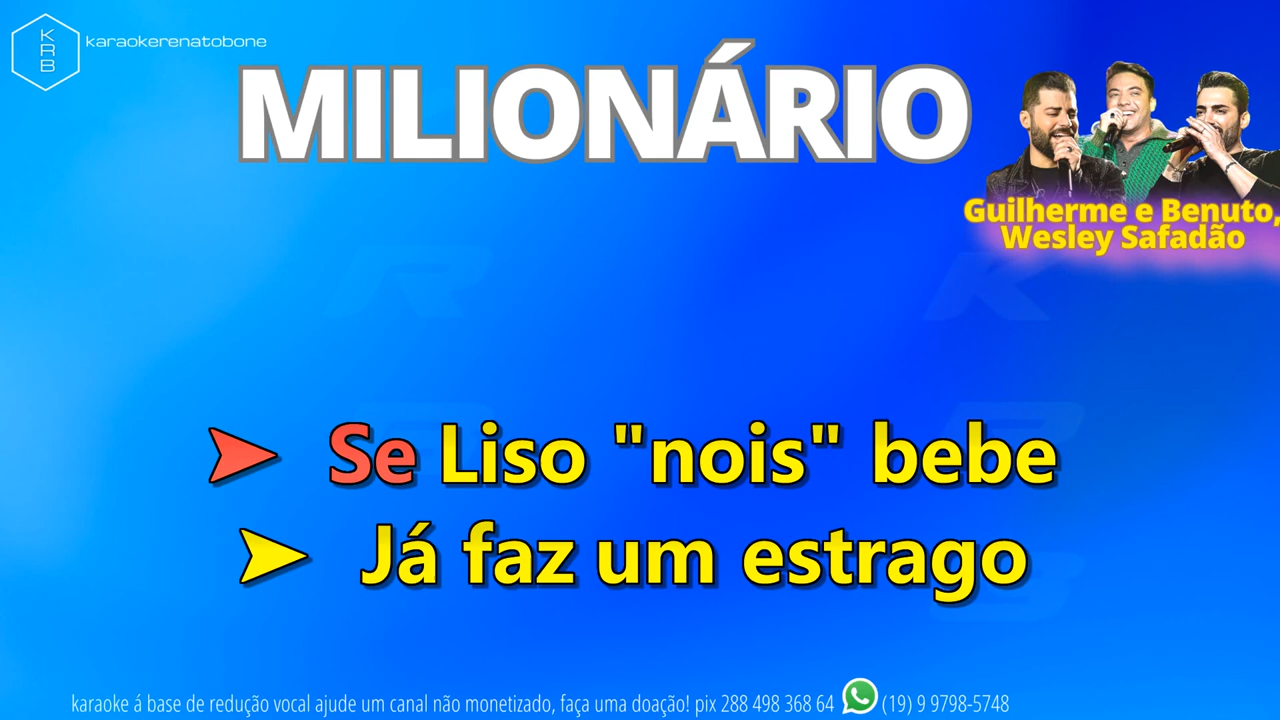 K
R
B
karaokerenatobone
MILIONÁRIO
Guilherme e Benuto,
Wesley Safadão
➤ Se Liso "nois" bebe
➤ Já faz um estrago
karaoke á base de redução vocal ajude um canal não monetizado, faça uma doação! pix 288 498 368 64 (19) 9 9798-5748